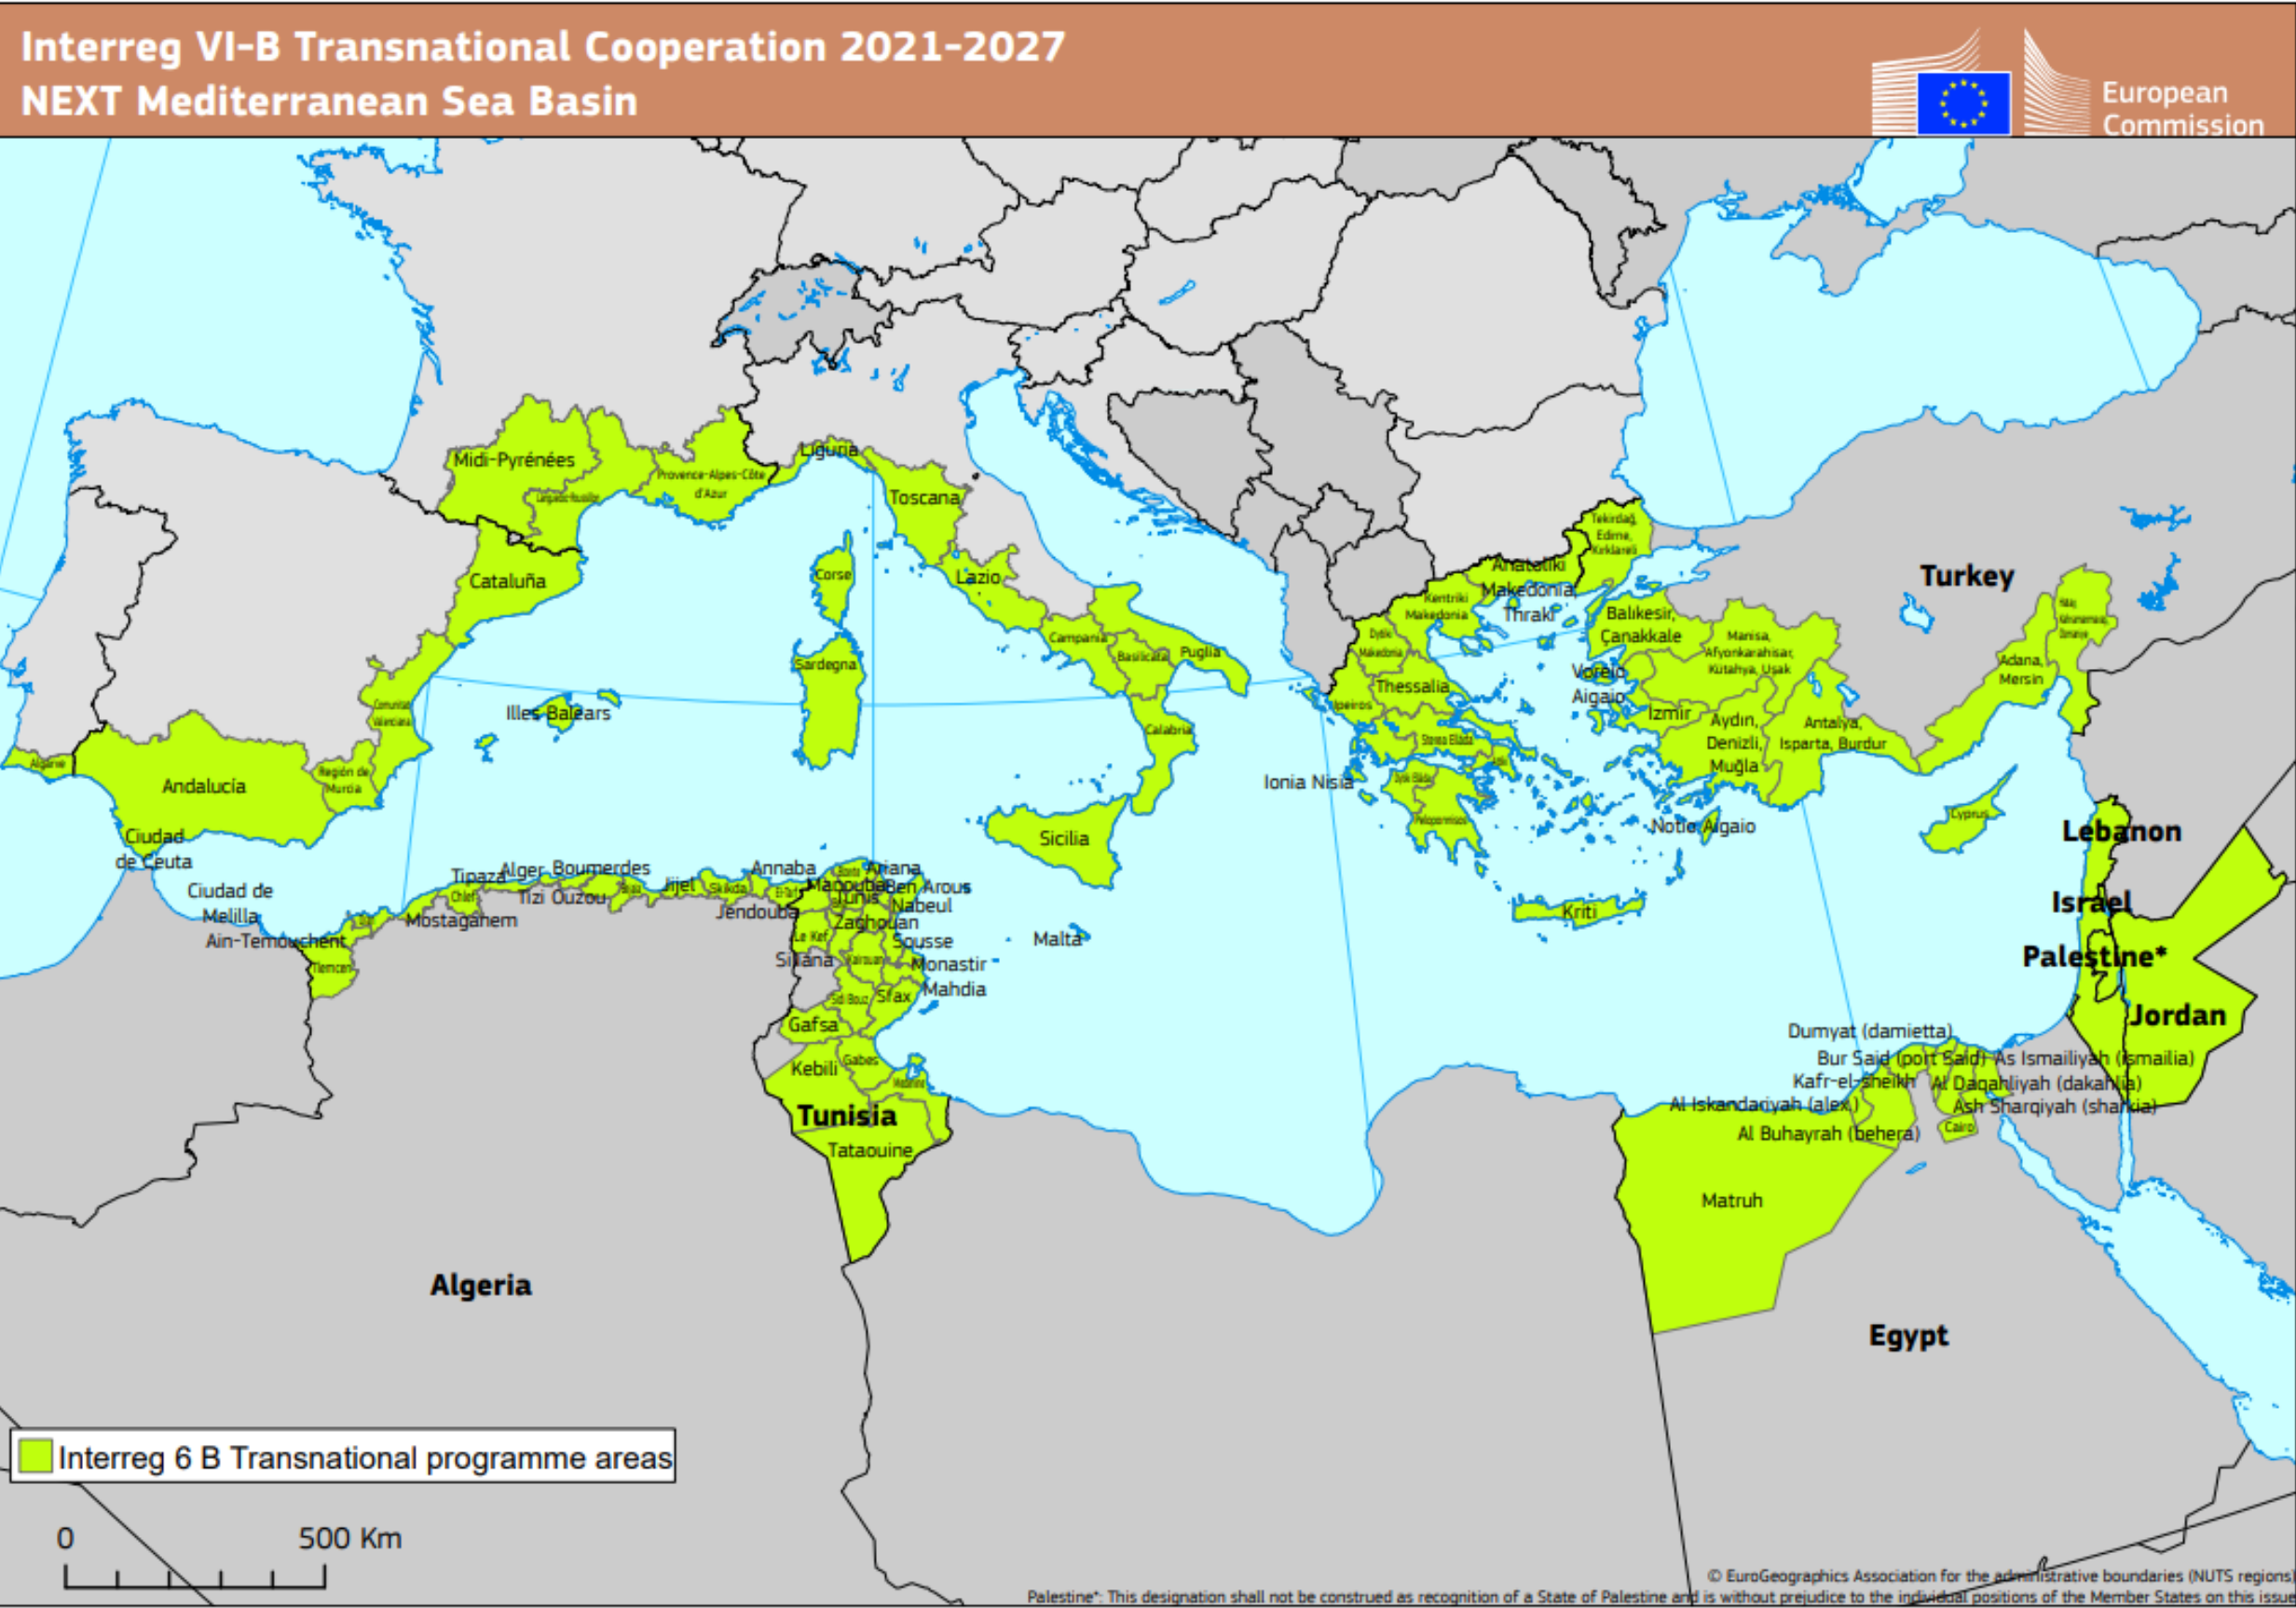 Interreg VI-B Transnational Cooperation 2021-2027
NEXT Mediterranean Sea Basin
European
Commission
Midi-Pyrénées
Provence-Alpes-Côte
d'Azur
Liguria
Toscana
Corse
Lazio
Cataluña
Campania
Basilicata
Puglia
Sardegna
Illes Balears
Comunitat
Valenciana
Calabria
Algarve
Andalucía
Región de
Murcia
Sicilia
Ciudad
de Ceuta
Ciudad de
Melilla
Ain-Temouchent
Tlemcen
Mostaganem
Chlef
Tipaza
Alger
Boumerdes
Tizi Ouzou
Jijel
Skikda
Annaba
El-Tarf
Jendouba
Ariana
Manouba
Ben Arous
Tunis
Nabeul
Zaghouan
Le Kef
Sousse
Siliana
Kairouan
Monastir
Mahdia
Sidi Bouz
Sfax
Gafsa
Kebili
Gabes
Tunisia
Tataouine
Malta
Algeria
Tekirdağ,
Edirne,
Kırklareli
Anatoliki
Makedonia,
Thraki
Kentriki
Makedonia
Dytiki
Makedonia
Thessalia
Ipeiros
Sterea Ellada
Ionia Nisia
Peloponnisos
Voreio
Aigaio
Notio Aigaio
Kriti
Turkey
Balıkesir,
Çanakkale
Manisa,
Afyonkarahisar,
Kütahya, Uşak
Izmir
Aydın,
Denizli,
Muğla
Antalya,
Isparta, Burdur
Adana,
Mersin
Cyprus
Lebanon
Israel
Palestine*
Jordan
Dumyat (damietta)
Bur Said (port Said)
As Ismailiyah (ismailia)
Kafr-el-sheikh
Al Daqahliyah (dakahlia)
Al Iskandariyah (alex.)
Ash Sharqiyah (sharkia)
Al Buhayrah (behera)
Cairo
Matruh
Egypt
Interreg 6 B Transnational programme areas
0 500 Km
© EuroGeographics Association for the administrative boundaries (NUTS regions)
Palestine*: This designation shall not be construed as recognition of a State of Palestine and is without prejudice to the individual positions of the Member States on this issue